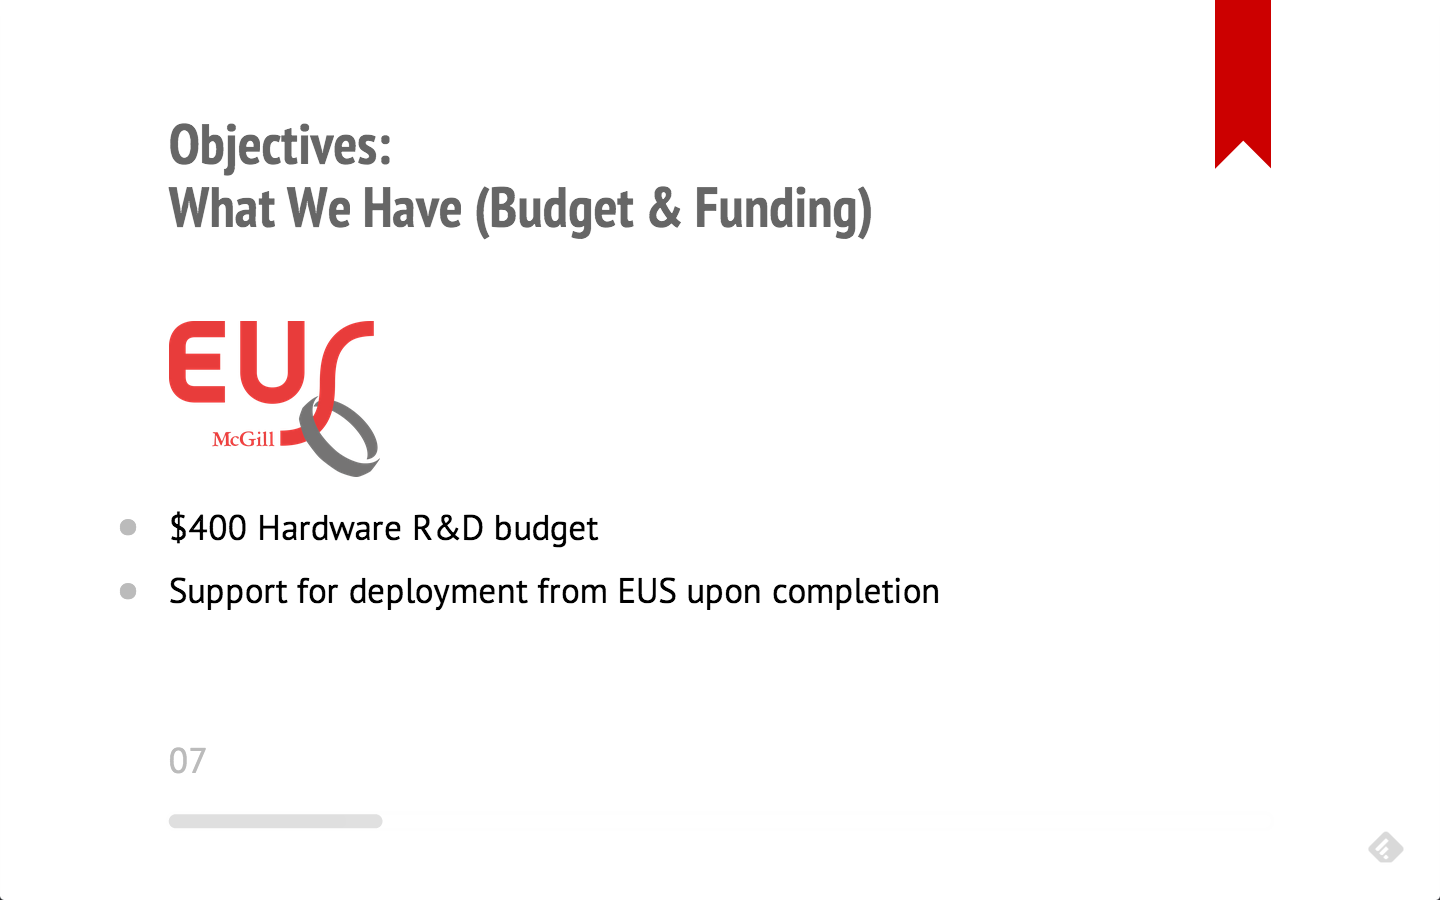 Objectives:
What We Have (Budget & Funding)
EUS
McGill
$400 Hardware R&D budget
Support for deployment from EUS upon completion
07